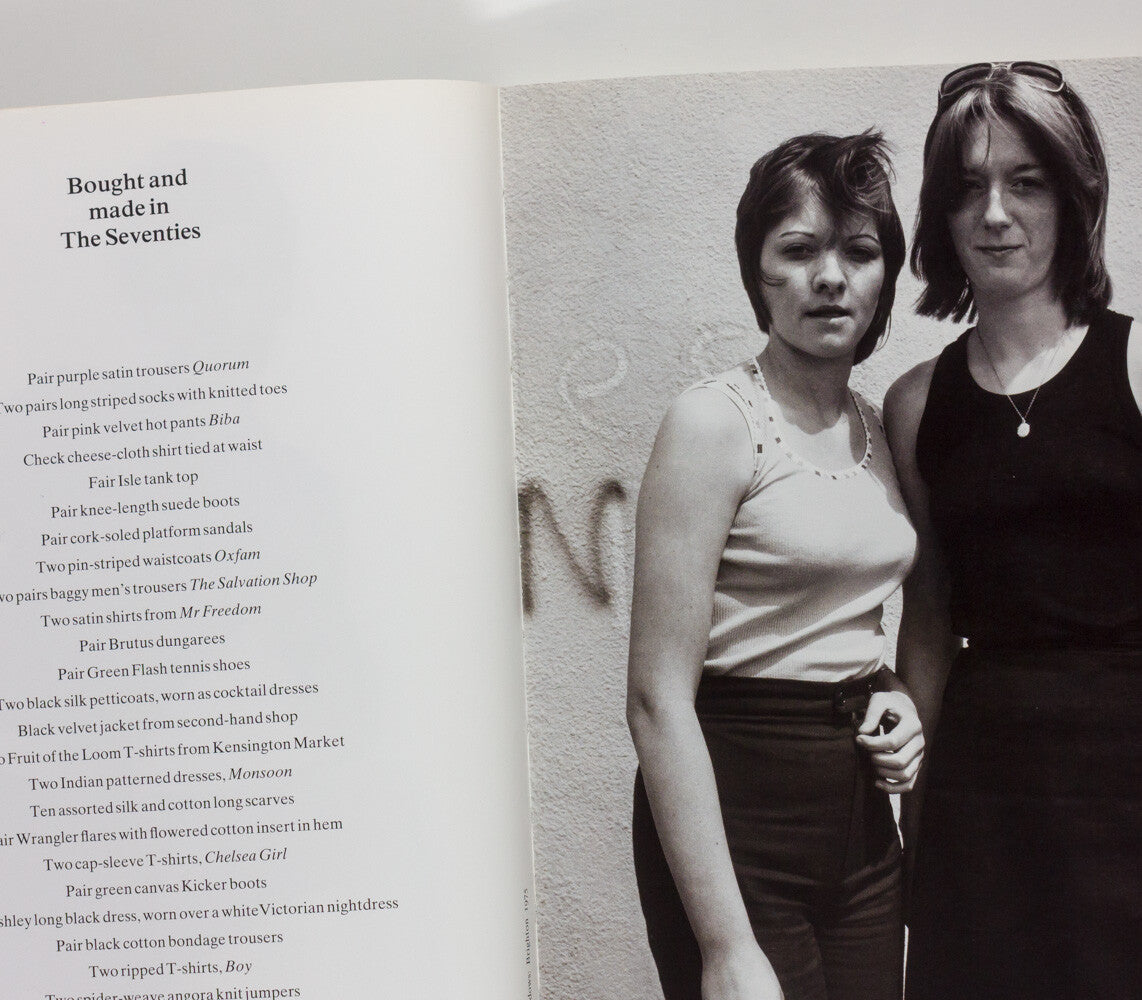 Bought and
made in
The Seventies
Pair purple satin trousers Quorum
Two pairs long striped socks with knitted toes
Pair pink velvet hot pants Biba
Check cheese-cloth shirt tied at waist
Fair Isle tank top
Pair knee-length suede boots
Pair cork-soled platform sandals
Two pin-striped waistcoats Oxfam
pairs baggy men's trousers The Salvation Shop
Two satin shirts from Mr Freedom
Pair Brutus dungarees
Pair Green Flash tennis shoes
Two black silk petticoats, worn as cocktail dresses
Black velvet jacket from second-hand shop
Fruit of the Loom T-shirts from Kensington Market
Two Indian patterned dresses, Monsoon
Ten assorted silk and cotton long scarves
Wrangler flares with flowered cotton insert in hem
Two cap-sleeve T-shirts, Chelsea Girl
Pair green canvas Kicker boots
long black dress, worn over a white Victorian nightdress
Pair black cotton bondage trousers
Two ripped T-shirts, Boy
Two spider-weave angora knit jumpers
Brighton 1975
N